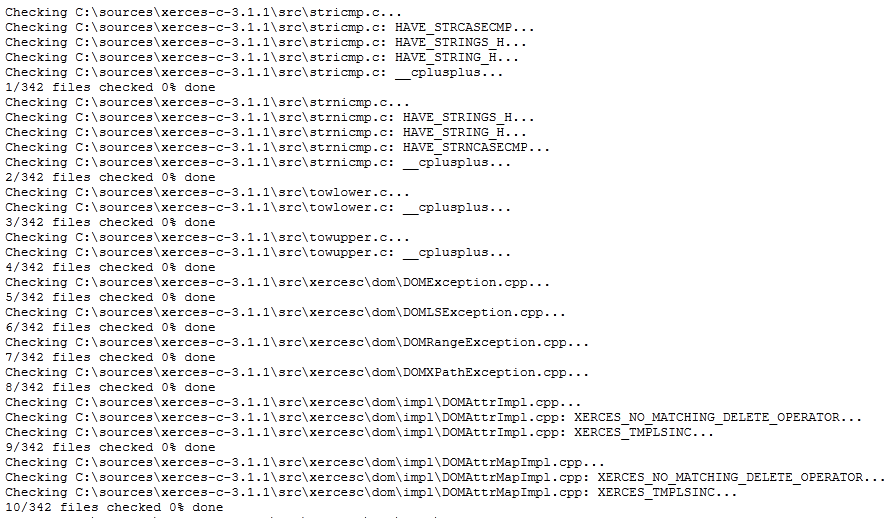 Checking C:\sources\xerces-c-3.1.1\src\stricmp.c...
Checking C:\sources\xerces-c-3.1.1\src\stricmp.c: HAVE_STRCASECMP...
Checking C:\sources\xerces-c-3.1.1\src\stricmp.c: HAVE_STRINGS_H...
Checking C:\sources\xerces-c-3.1.1\src\stricmp.c: HAVE_STRING_H...
Checking C:\sources\xerces-c-3.1.1\src\stricmp.c: __cplusplus...
1/342 files checked 0% done
Checking C:\sources\xerces-c-3.1.1\src\strnicmp.c...
Checking C:\sources\xerces-c-3.1.1\src\strnicmp.c: HAVE_STRINGS_H...
Checking C:\sources\xerces-c-3.1.1\src\strnicmp.c: HAVE_STRING_H...
Checking C:\sources\xerces-c-3.1.1\src\strnicmp.c: HAVE_STRNCASECMP...
Checking C:\sources\xerces-c-3.1.1\src\strnicmp.c: __cplusplus...
2/342 files checked 0% done
Checking C:\sources\xerces-c-3.1.1\src\towlower.c...
Checking C:\sources\xerces-c-3.1.1\src\towlower.c: __cplusplus...
3/342 files checked 0% done
Checking C:\sources\xerces-c-3.1.1\src\towupper.c...
Checking C:\sources\xerces-c-3.1.1\src\towupper.c: __cplusplus...
4/342 files checked 0% done
Checking C:\sources\xerces-c-3.1.1\src\xercesc\dom\DOMException.cpp...
5/342 files checked 0% done
Checking C:\sources\xerces-c-3.1.1\src\xercesc\dom\DOMLSException.cpp...
6/342 files checked 0% done
Checking C:\sources\xerces-c-3.1.1\src\xercesc\dom\DOMRangeException.cpp...
7/342 files checked 0% done
Checking C:\sources\xerces-c-3.1.1\src\xercesc\dom\DOMXPathException.cpp...
8/342 files checked 0% done
Checking C:\sources\xerces-c-3.1.1\src\xercesc\dom\impl\DOMAttrImpl.cpp...
Checking C:\sources\xerces-c-3.1.1\src\xercesc\dom\impl\DOMAttrImpl.cpp: XERCES_NO_MATCHING_DELETE_OPERATOR...
Checking C:\sources\xerces-c-3.1.1\src\xercesc\dom\impl\DOMAttrImpl.cpp: XERCES_TMPLSINC...
9/342 files checked 0% done
Checking C:\sources\xerces-c-3.1.1\src\xercesc\dom\impl\DOMAttrMapImpl.cpp...
Checking C:\sources\xerces-c-3.1.1\src\xercesc\dom\impl\DOMAttrMapImpl.cpp: XERCES_NO_MATCHING_DELETE_OPERATOR...
Checking C:\sources\xerces-c-3.1.1\src\xercesc\dom\impl\DOMAttrMapImpl.cpp: XERCES_TMPLSINC...
10/342 files checked 0% done